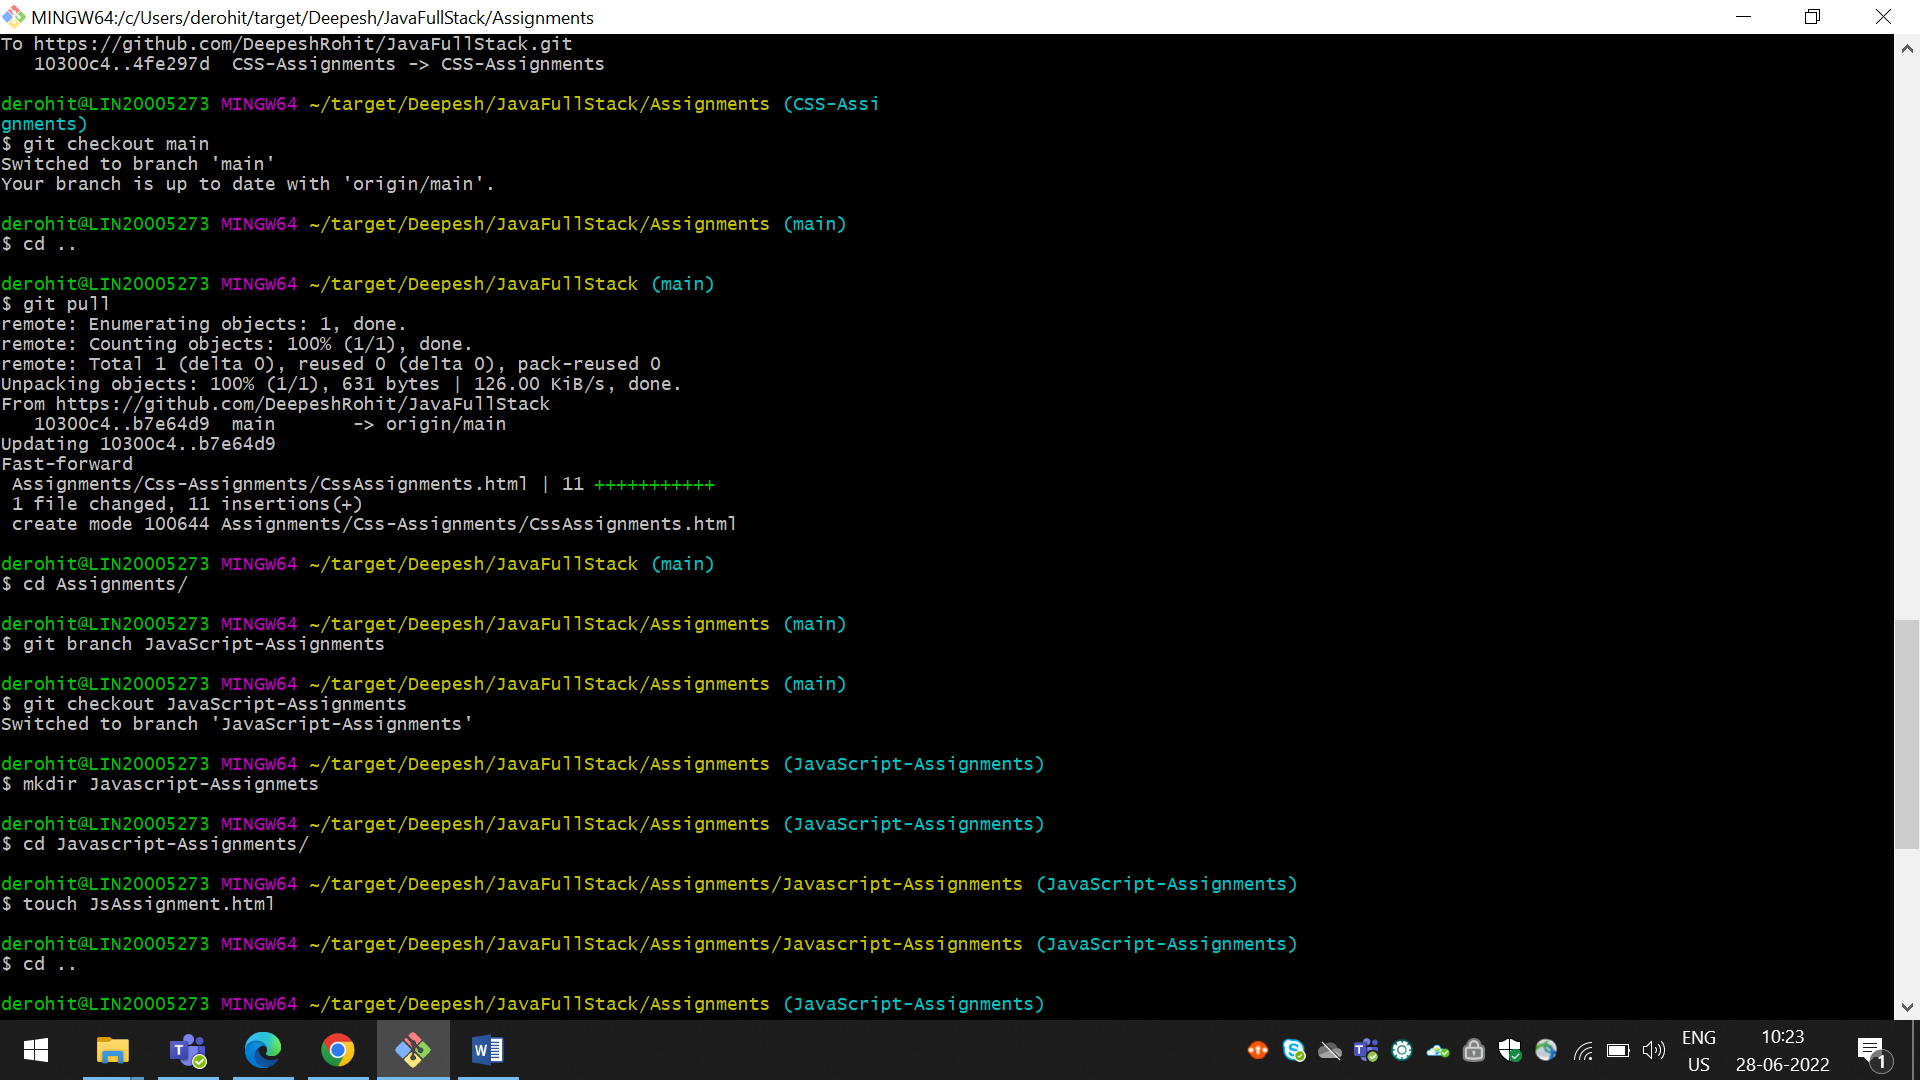 MINGW64:/c/Users/derohit/target/Deepesh/JavaFullStack/Assignments
To https://github.com/DeepeshRohit/JavaFullStack.git
   10300c4..4fe297d  CSS-Assignments -> CSS-Assignments
derohit@LIN20005273 MINGW64 ~/target/Deepesh/JavaFullStack/Assignments (CSS-Assi
gnments)
$ git checkout main
Switched to branch 'main'
Your branch is up to date with 'origin/main'.
derohit@LIN20005273 MINGW64 ~/target/Deepesh/JavaFullStack/Assignments (main)
$ cd ..
derohit@LIN20005273 MINGW64 ~/target/Deepesh/JavaFullStack (main)
$ git pull
remote: Enumerating objects: 1, done.
remote: Counting objects: 100% (1/1), done.
remote: Total 1 (delta 0), reused 0 (delta 0), pack-reused 0
Unpacking objects: 100% (1/1), 631 bytes | 126.00 KiB/s, done.
From https://github.com/DeepeshRohit/JavaFullStack
   10300c4..b7e64d9  main       -> origin/main
Updating 10300c4..b7e64d9
Fast-forward
 Assignments/Css-Assignments/CssAssignments.html | 11 +++++++++++
 1 file changed, 11 insertions(+)
 create mode 100644 Assignments/Css-Assignments/CssAssignments.html
derohit@LIN20005273 MINGW64 ~/target/Deepesh/JavaFullStack (main)
$ cd Assignments/
derohit@LIN20005273 MINGW64 ~/target/Deepesh/JavaFullStack/Assignments (main)
$ git branch JavaScript-Assignments
derohit@LIN20005273 MINGW64 ~/target/Deepesh/JavaFullStack/Assignments (main)
$ git checkout JavaScript-Assignments
Switched to branch 'JavaScript-Assignments'
derohit@LIN20005273 MINGW64 ~/target/Deepesh/JavaFullStack/Assignments (JavaScript-Assignments)
$ mkdir Javascript-Assignmets
derohit@LIN20005273 MINGW64 ~/target/Deepesh/JavaFullStack/Assignments (JavaScript-Assignments)
$ cd Javascript-Assignments/
derohit@LIN20005273 MINGW64 ~/target/Deepesh/JavaFullStack/Assignments/Javascript-Assignments (JavaScript-Assignments)
$ touch JsAssignment.html
derohit@LIN20005273 MINGW64 ~/target/Deepesh/JavaFullStack/Assignments/Javascript-Assignments (JavaScript-Assignments)
$ cd ..
derohit@LIN20005273 MINGW64 ~/target/Deepesh/JavaFullStack/Assignments (JavaScript-Assignments)
ENG
US
10:23
28-06-2022
1